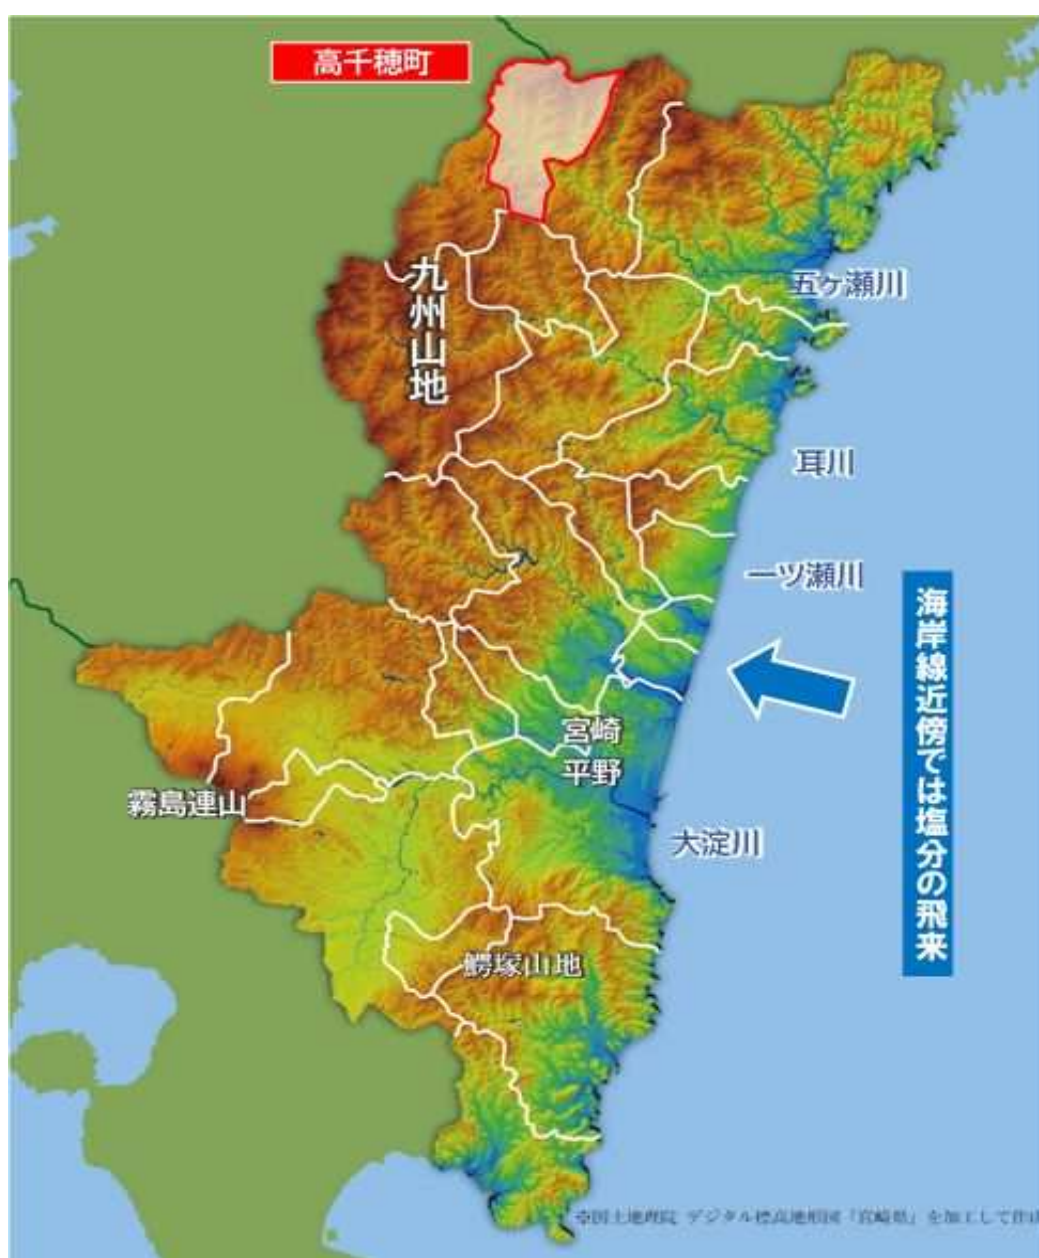 高千穂町
九州山地
五ヶ瀬川
耳川
一ツ瀬川
海岸線近傍では塩分の飛来
宮崎
平野
霧島連山
大淀川
鰐塚山地
※国土地理院 デジタル標高地形図「宮崎県」を加工して作成